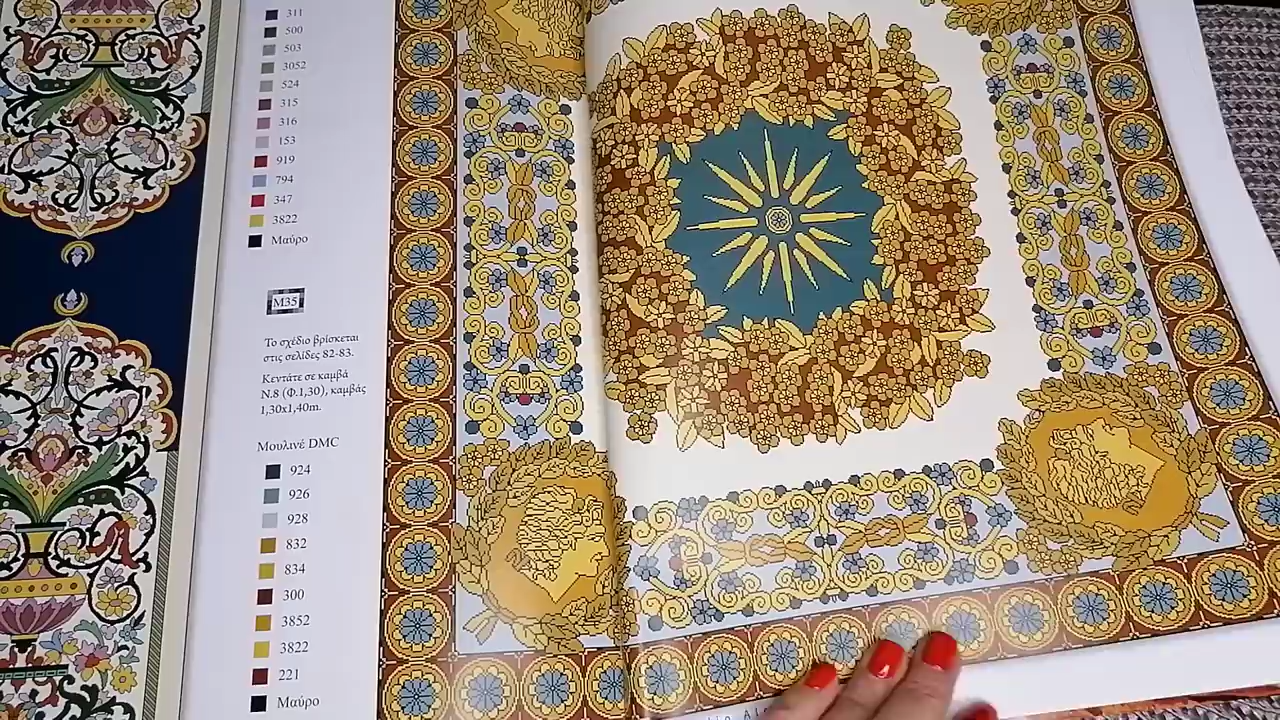 311
500
503
3052
524
315
316
153
919
794
347
3822
Μαύρο
M35
Το σχέδιο βρίσκεται
στις σελίδες 82-83.
Κεντάτε σε καμβά
N.8 (Φ.1,30), καμβάς
1,30x1,40m.
Μουλινέ DMC
924
926
928
832
834
300
3852
3822
221
Μαύρο